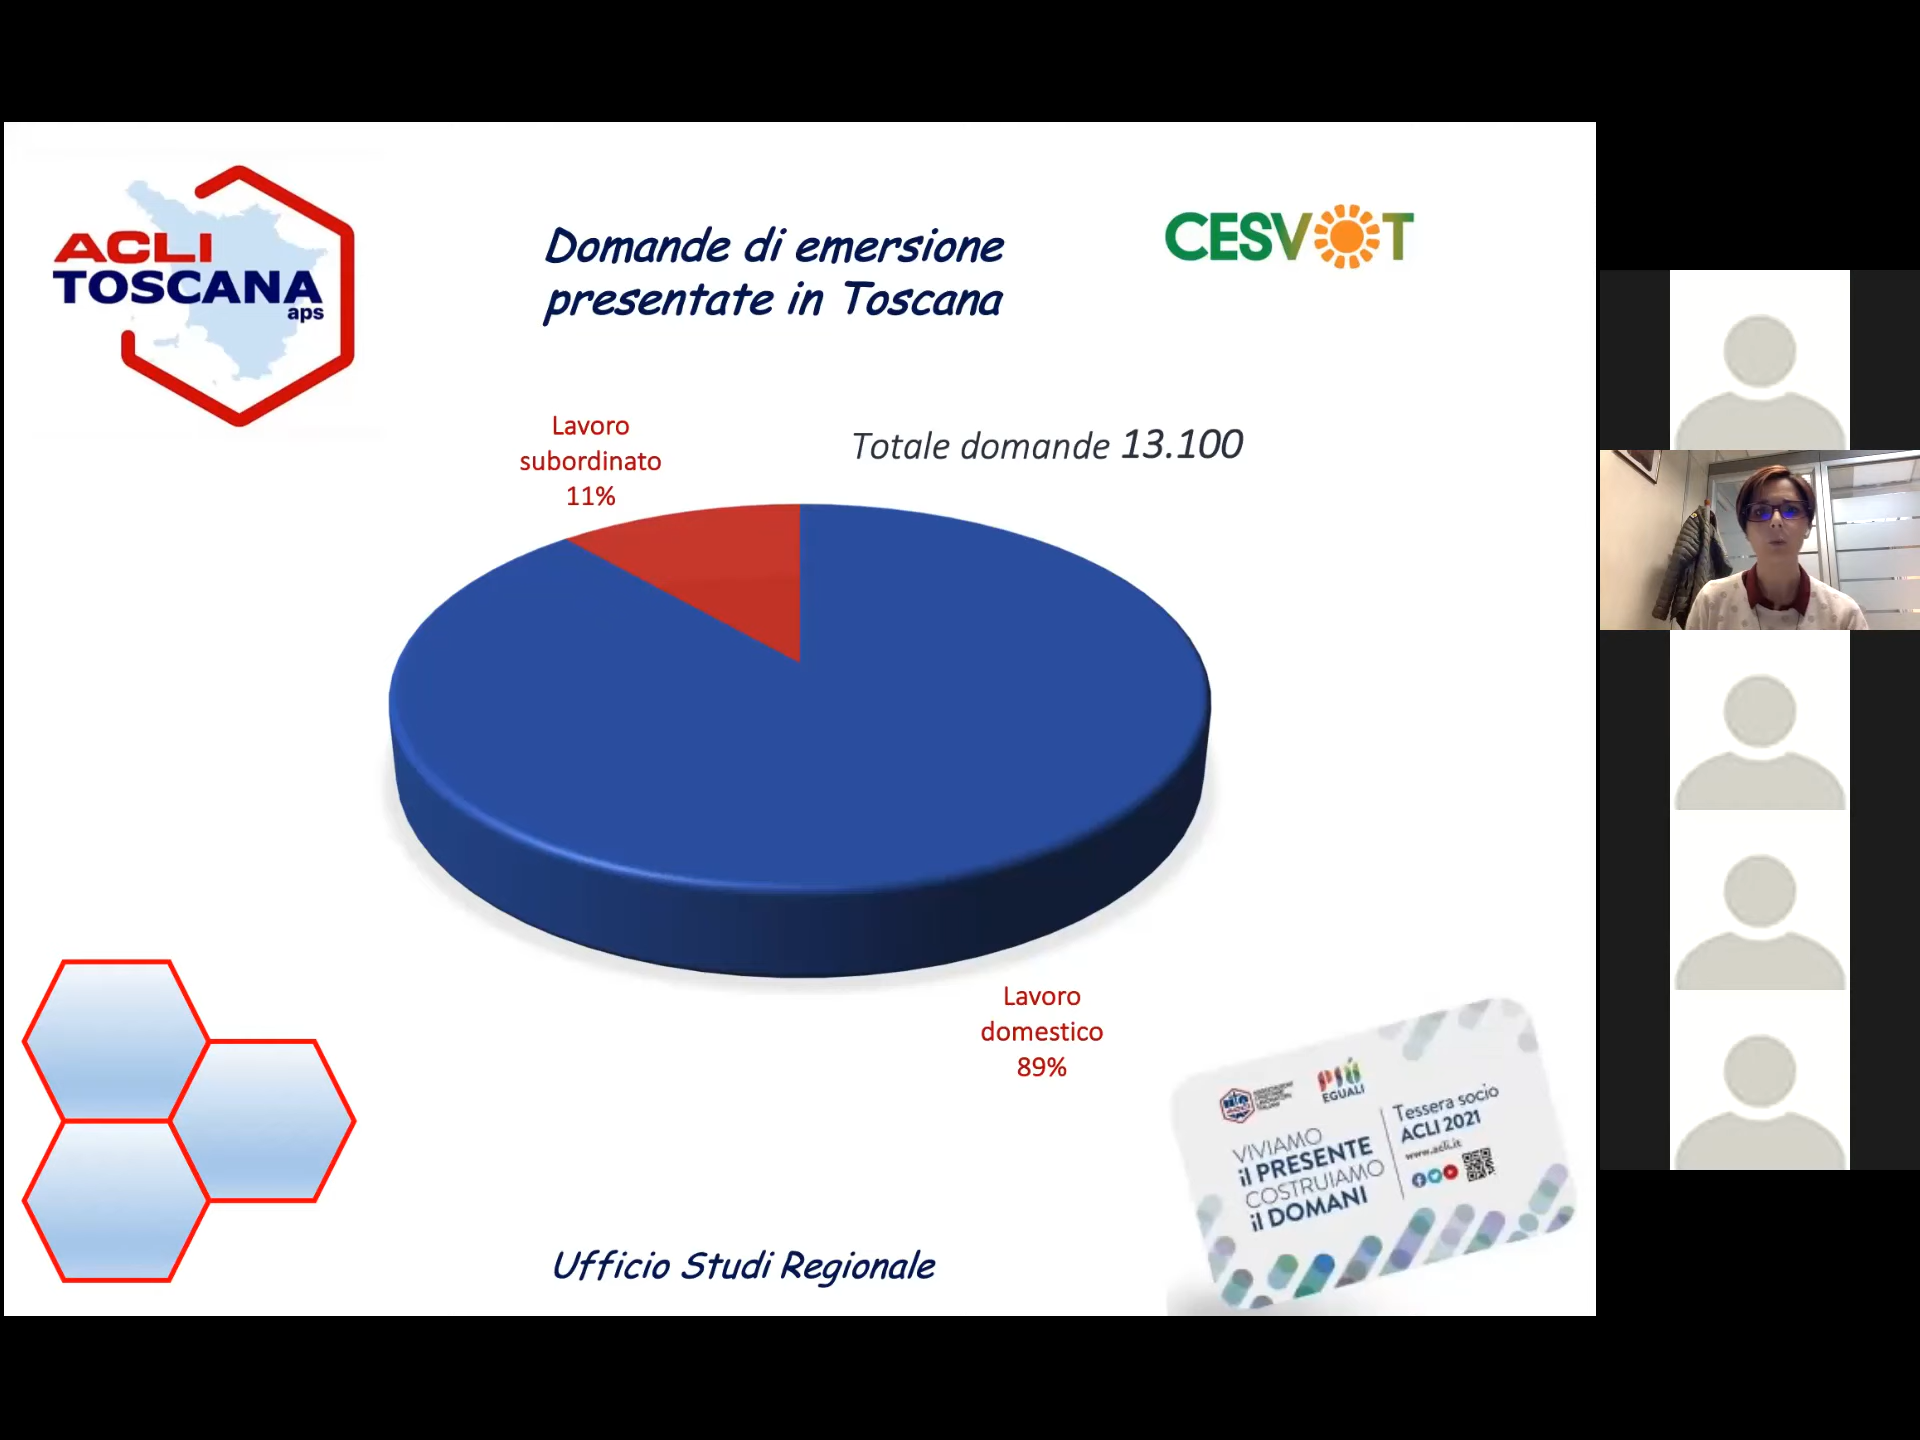 ACLI
TOSCANA
aps
Domande di emersione
presentate in Toscana
CESVOT
Lavoro
subordinato
11%
Totale domande 13.100
Lavoro
domestico
89%
PIÙ
EGUALI
VIVIAMO
il PRESENTE
COSTRUIAMO
il DOMANI
Tessera socio
ACLI 2021
www.acli.it
Ufficio Studi Regionale